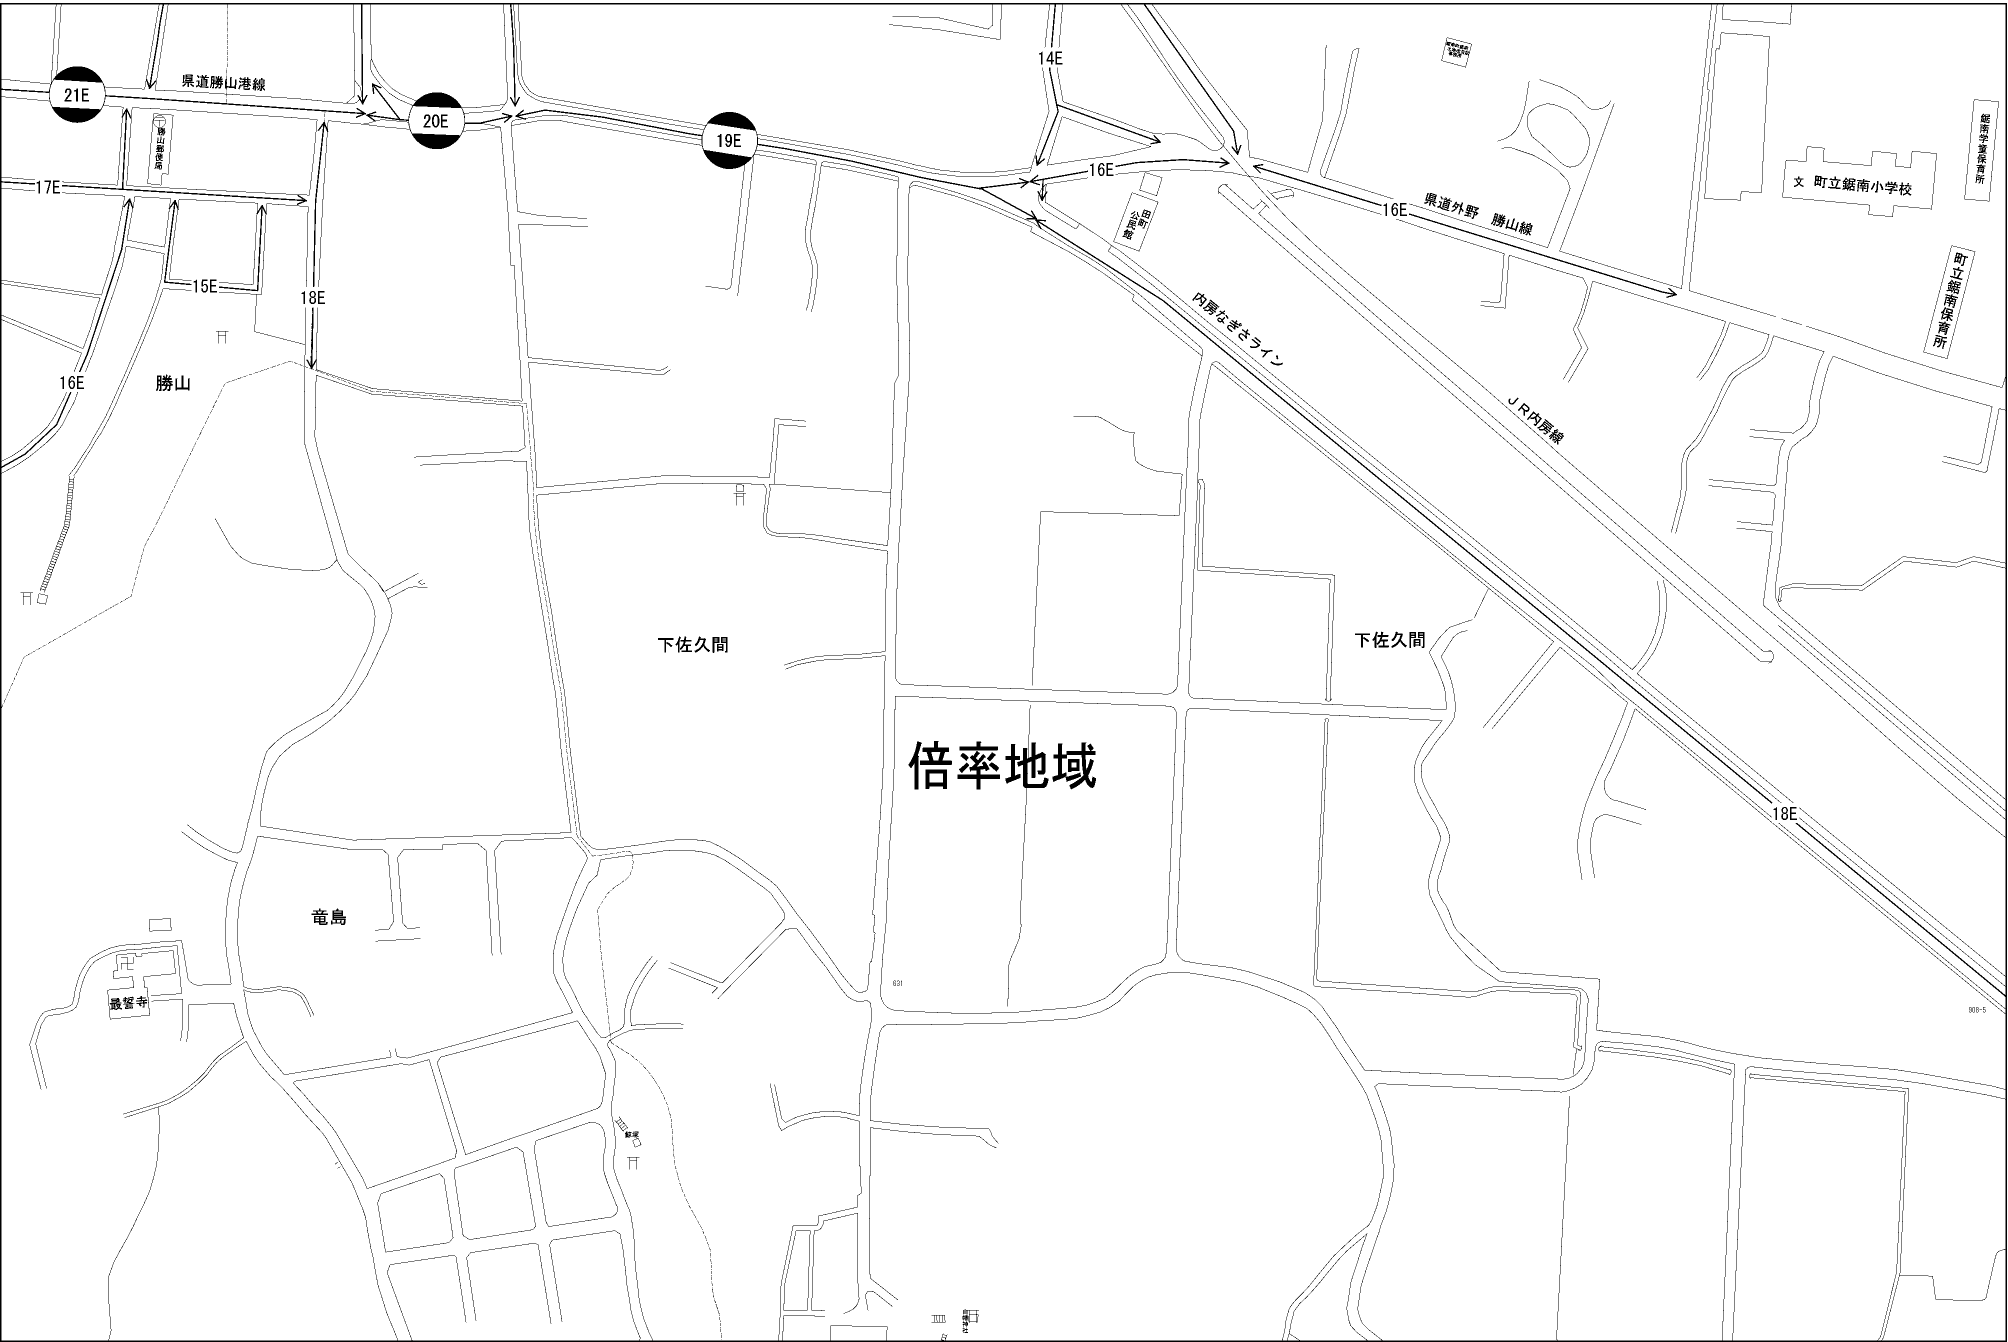 14E
県道勝山港線
21E
20E
19E
勝山郵便局
鋸南学童保育所
16E
文 町立鋸南小学校
17E
田町
公民館
16E
県道外野 勝山線
町立鋸南保育所
15E
18E
内房なぎさライン
16E
勝山
JR内房線
下佐久間
下佐久間
倍率地域
18E
竜島
631
最誓寺
908-5